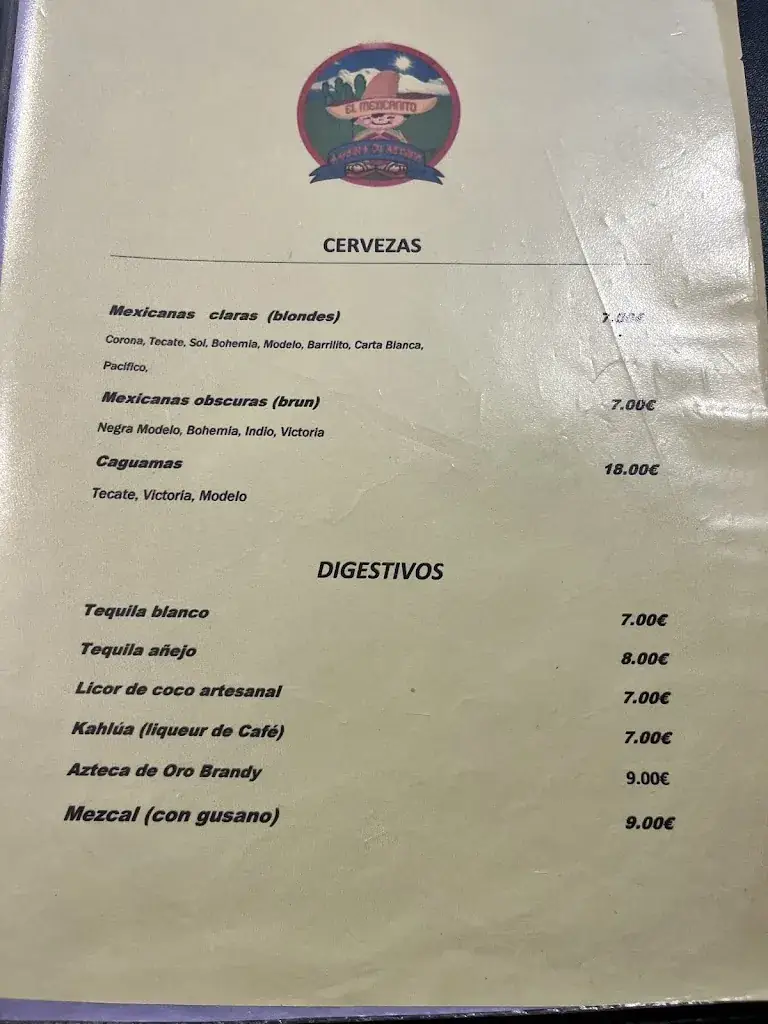 EL MEXICANITO
CERVEZAS
Mexicanas claras (blondes) 7.00€
Corona, Tecate, Sol, Bohemia, Modelo, Barrilito, Carta Blanca,
Pacifico,
Mexicanas obscuras (brun) 7.00€
Negra Modelo, Bohemia, Indio, Victoria
Caguamas 18.00€
Tecate, Victoria, Modelo
DIGESTIVOS
Tequila blanco 7.00€
Tequila añejo 8.00€
Licor de coco artesanal 7.00€
Kahlúa (liqueur de Café) 7.00€
Azteca de Oro Brandy 9.00€
Mezcal (con gusano) 9.00€